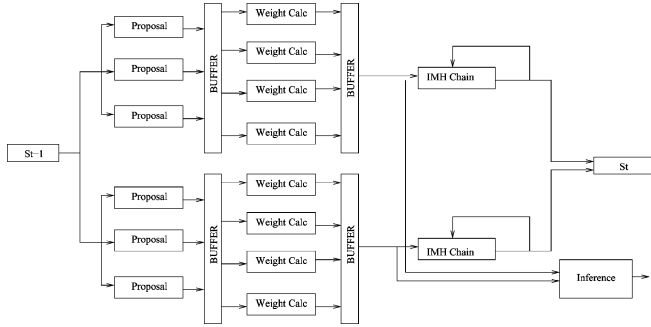 Proposal
Proposal
Proposal
BUFFER
Weight Calc
Weight Calc
Weight Calc
Weight Calc
BUFFER
IMH Chain
St−1
St
Proposal
Proposal
Proposal
BUFFER
Weight Calc
Weight Calc
Weight Calc
Weight Calc
BUFFER
IMH Chain
Inference